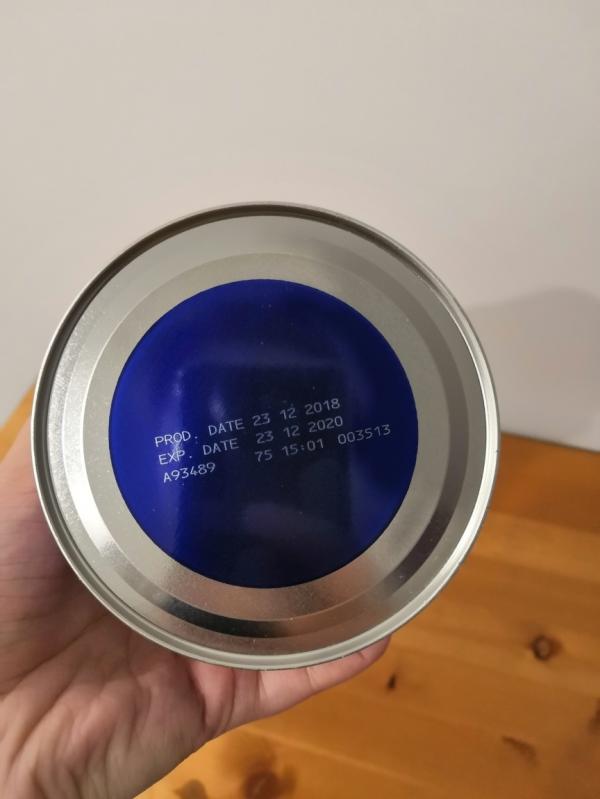 PROD. DATE 23 12 2018
EXP. DATE 23 12 2020
A93489 75 15:01 003513